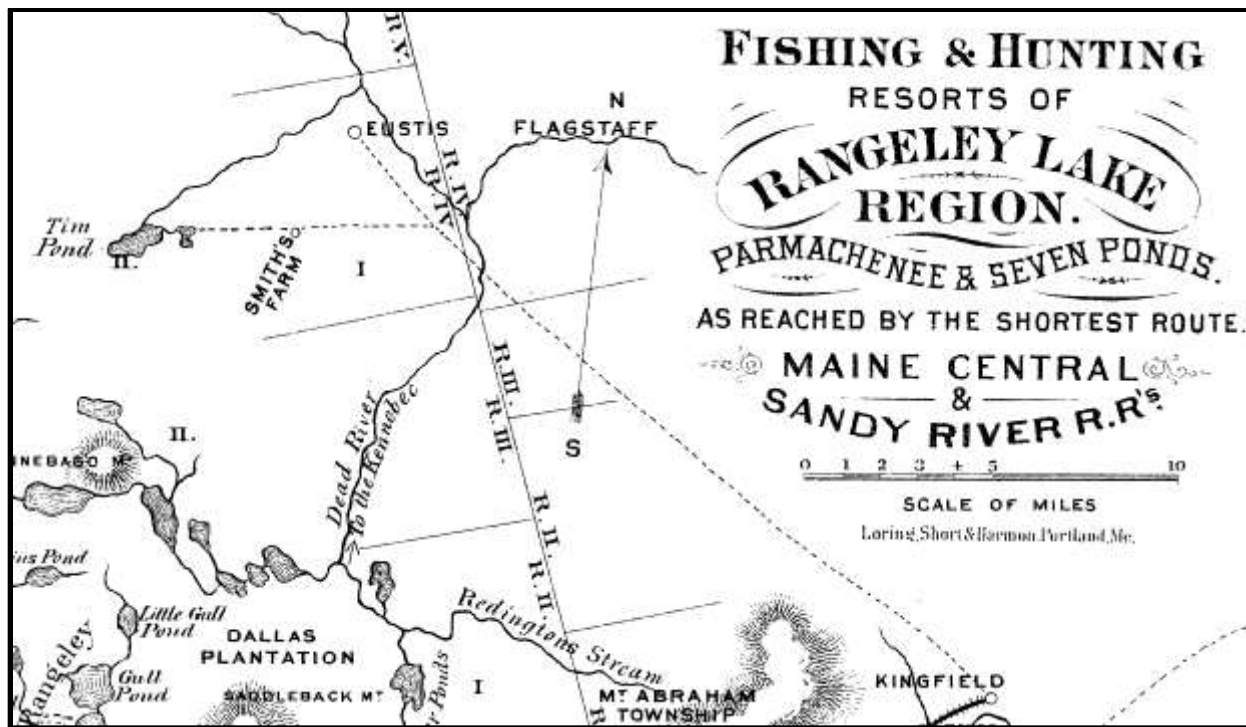 FISHING & HUNTING
RESORTS OF
RANGELEY LAKE
REGION.
PARMACHENEE & SEVEN PONDS.
AS REACHED BY THE SHORTEST ROUTE.
MAINE CENTRAL
&
SANDY RIVER R.R's.
0 1 2 3 4 5 10
SCALE OF MILES
Loring, Short & Harmon, Portland, Me.
R.V.
N
EUSTIS
FLAGSTAFF
R.IV.
R.IV.
Tim
Pond
II.
SMITH'S
FARM
I
R.III.
R.III.
S
II.
Dead River
to the Kennebec
R.II.
R.II.
Little Gull
Pond
DALLAS
PLANTATION
Redingtons Stream
Rangeley
Gull
Pond
SADDLEBACK Mt
Ponds
I
Mt. ABRAHAM
TOWNSHIP
KINGFIELD